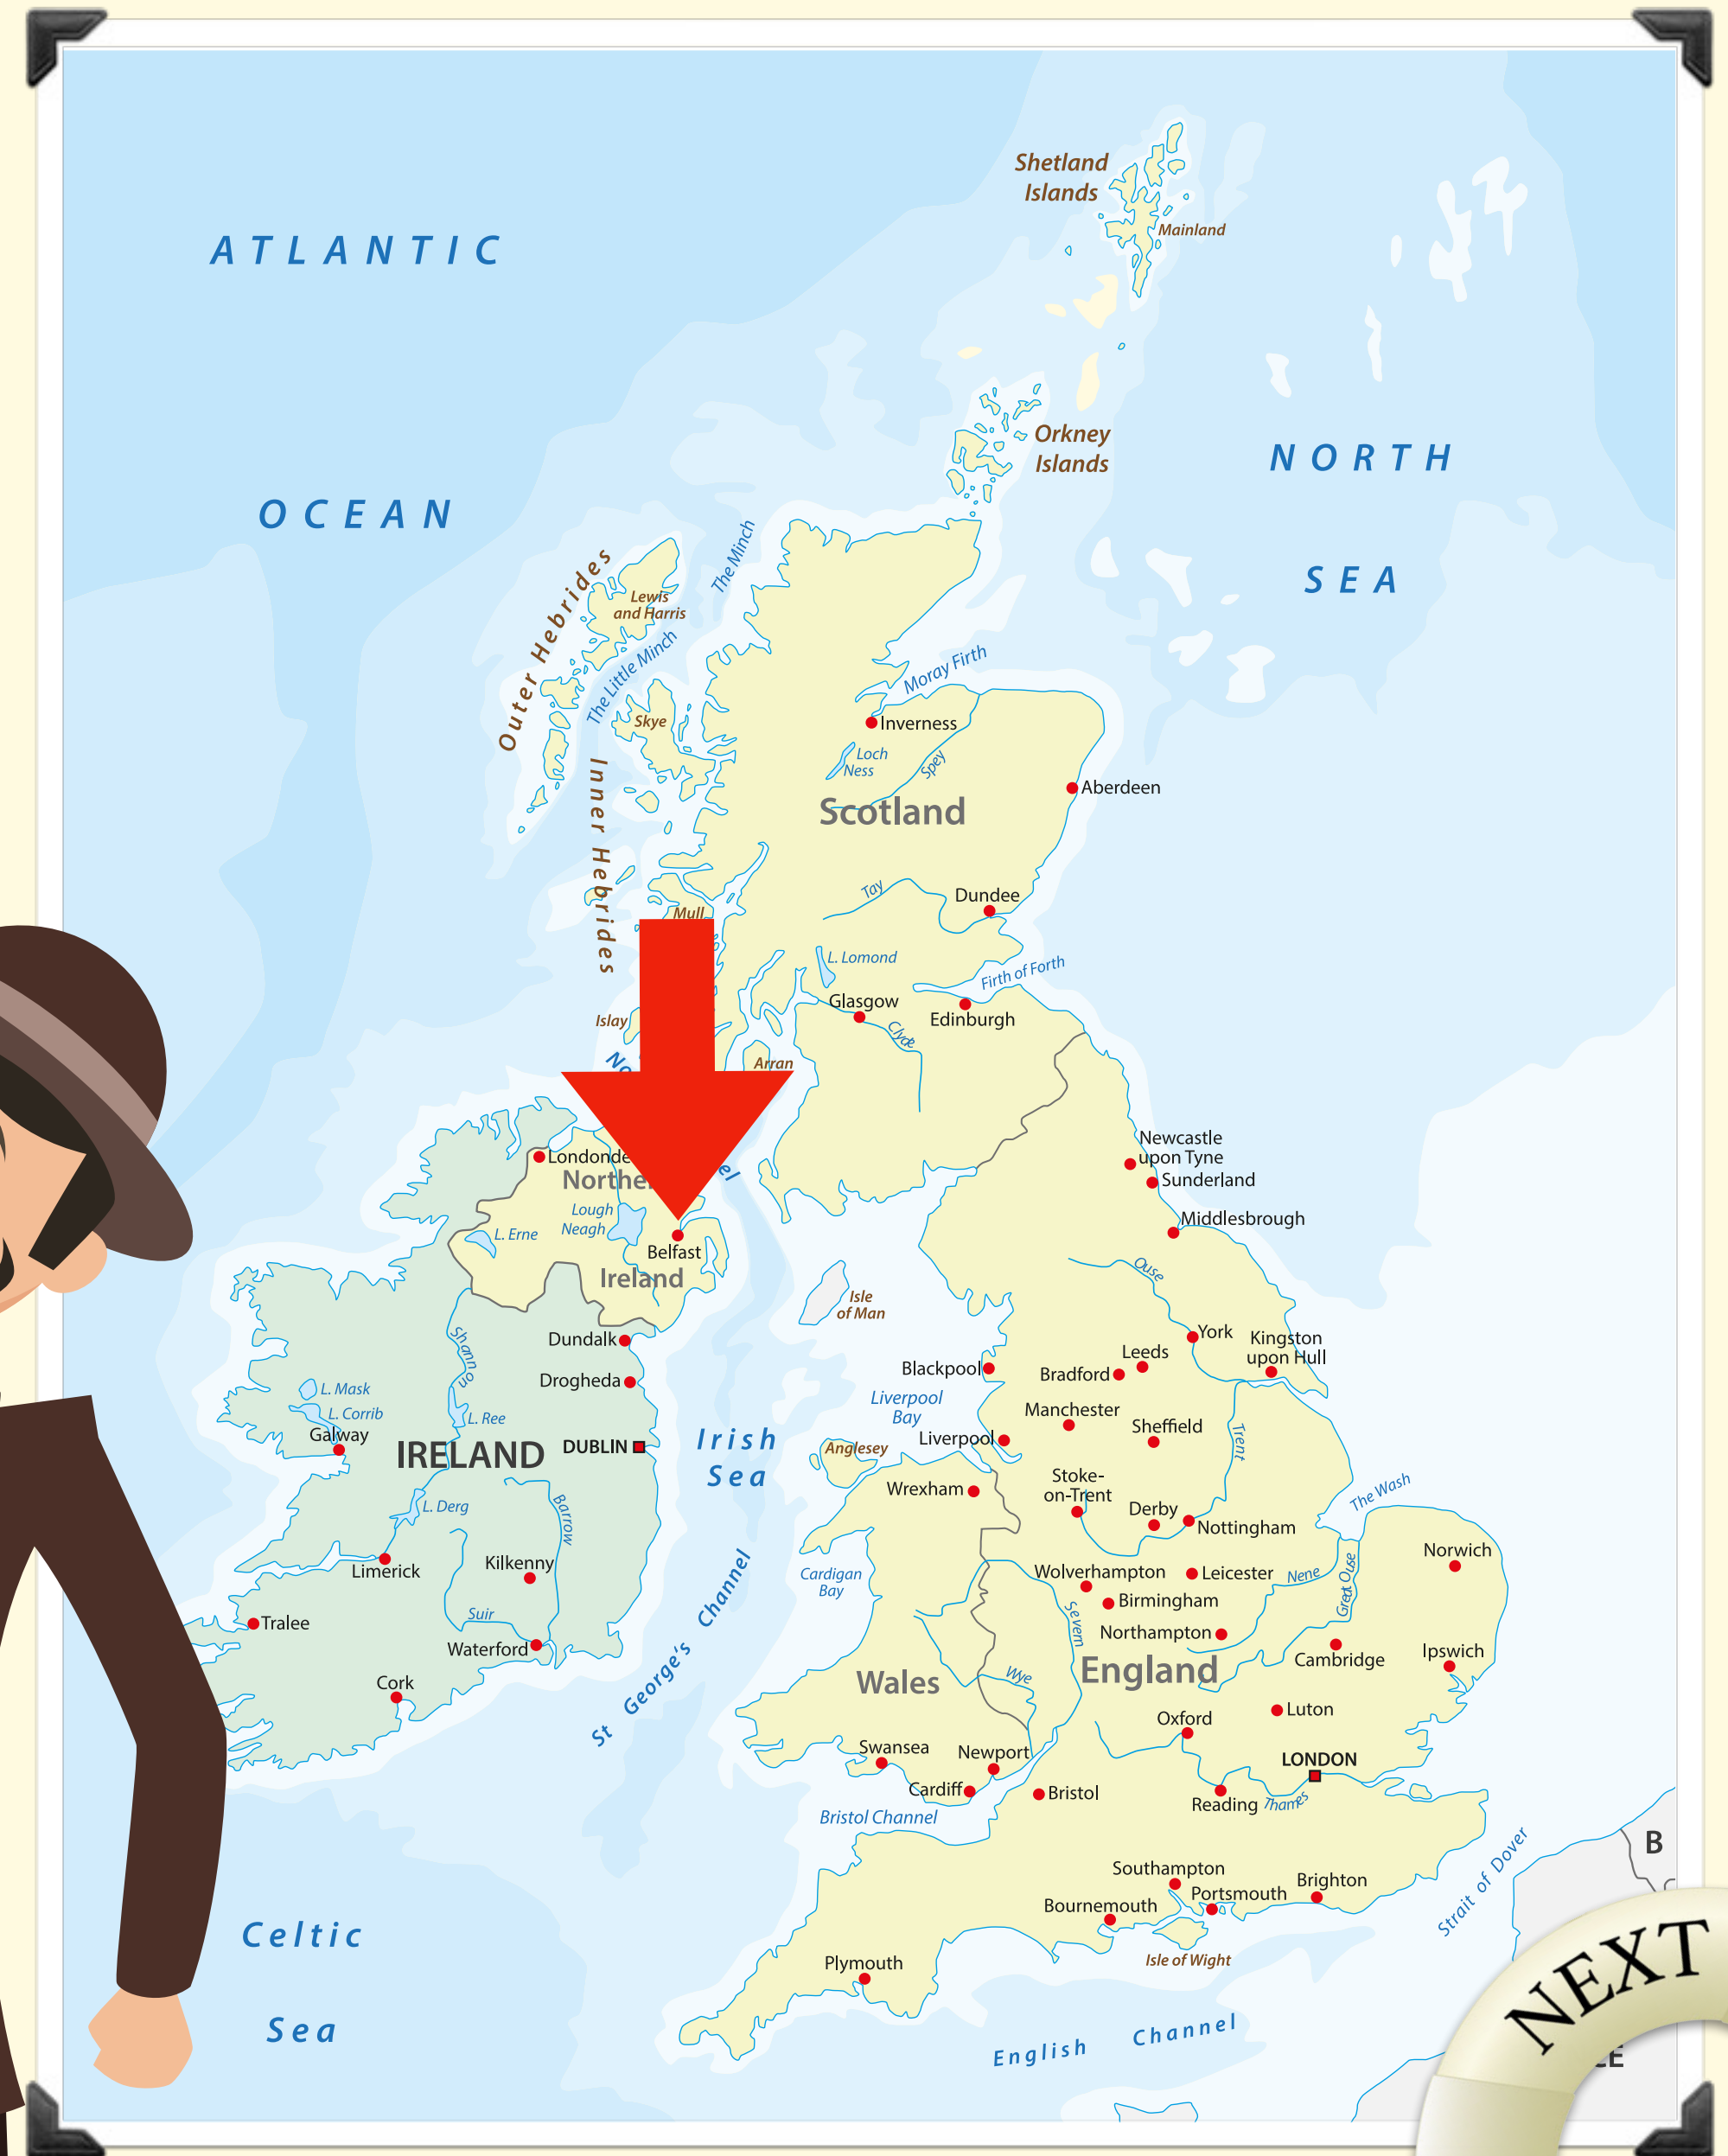 Shetland
Islands
Mainland
ATLANTIC
OCEAN
Orkney
Islands
NORTH
SEA
The Minch
Outer Hebrides
Lewis
and Harris
The Little Minch
Skye
Moray Firth
Inverness
Loch
Ness
Spey
Inner Hebrides
Aberdeen
Scotland
Tay
Dundee
Mull
L. Lomond
Firth of Forth
Glasgow
Edinburgh
Clyde
Islay
Arran
Newcastle
upon Tyne
Sunderland
Middlesbrough
Lough
Neagh
L. Erne
Belfast
Ireland
Isle
of Man
Ouse
York
Kingston
upon Hull
Leeds
Bradford
Blackpool
Dundalk
Shannon
Drogheda
L. Mask
L. Corrib
L. Ree
Galway
IRELAND
DUBLIN
Irish
Sea
Liverpool
Bay
Manchester
Sheffield
Trent
Liverpool
Anglesey
Wrexham
Stoke-
on-Trent
Derby
Nottingham
The Wash
L. Derg
Barrow
Limerick
Kilkenny
Suir
Tralee
Waterford
Cork
St George's Channel
Cardigan
Bay
Wolverhampton
Leicester
Nene
Great Ouse
Norwich
Birmingham
Severn
Northampton
Cambridge
Ipswich
Wales
Wye
England
Luton
Oxford
LONDON
Swansea
Newport
Cardiff
Bristol
Reading
Thames
Bristol Channel
B
Strait of Dover
Southampton
Portsmouth
Brighton
Bournemouth
Isle of Wight
Plymouth
Celtic
Sea
English Channel
NEXT